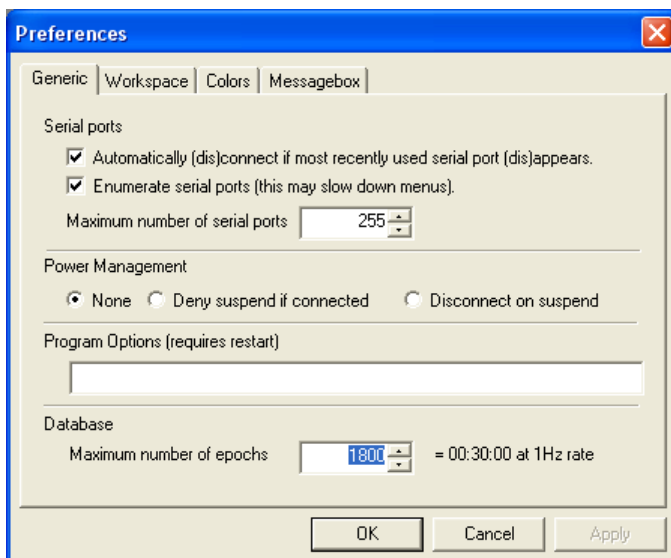 Preferences
Generic Workspace Colors Messagebox
Serial ports
Automatically (dis)connect if most recently used serial port (dis)appears.
Enumerate serial ports (this may slow down menus).
Maximum number of serial ports 255
Power Management
None Deny suspend if connected Disconnect on suspend
Program Options (requires restart)
Database
Maximum number of epochs 1800 = 00:30:00 at 1Hz rate
OK Cancel Apply